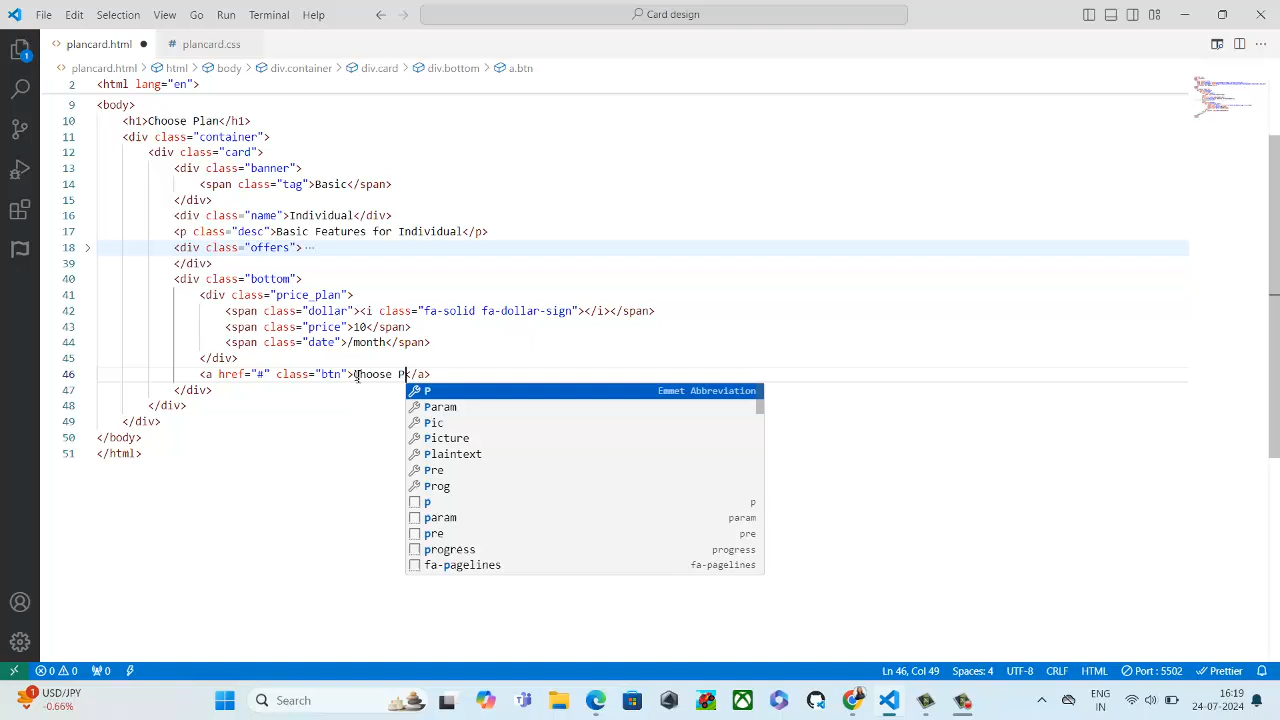 File Edit Selection View Go Run Terminal Help
Card design
plancard.html
# plancard.css
plancard.html > html > body > div.container > div.card > div.bottom > a.btn
2 <html lang="en">
9 <body>
10 <h1>Choose Plan</h1>
11 <div class="container">
12 <div class="card">
13 <div class="banner">
14 <span class="tag">Basic</span>
15 </div>
16 <div class="name">Individual</div>
17 <p class="desc">Basic Features for Individual</p>
18 <div class="offers"> ⋯
39 </div>
40 <div class="bottom">
41 <div class="price_plan">
42 <span class="dollar"><i class="fa-solid fa-dollar-sign"></i></span>
43 <span class="price">10</span>
44 <span class="date">/month</span>
45 </div>
46 <a href="#" class="btn">Choose P</a>
47 </div>
48 </div>
49 </div>
50 </body>
51 </html>
P Emmet Abbreviation
Param
Pic
Picture
Plaintext
Pre
Prog
p p
param param
pre pre
progress progress
fa-pagelines fa-pagelines
1
0 0 0 Ln 46, Col 49 Spaces: 4 UTF-8 CRLF HTML Port : 5502 Prettier
1 USD/JPY
-0.66%
Search
ENG
IN
16:19
24-07-2024